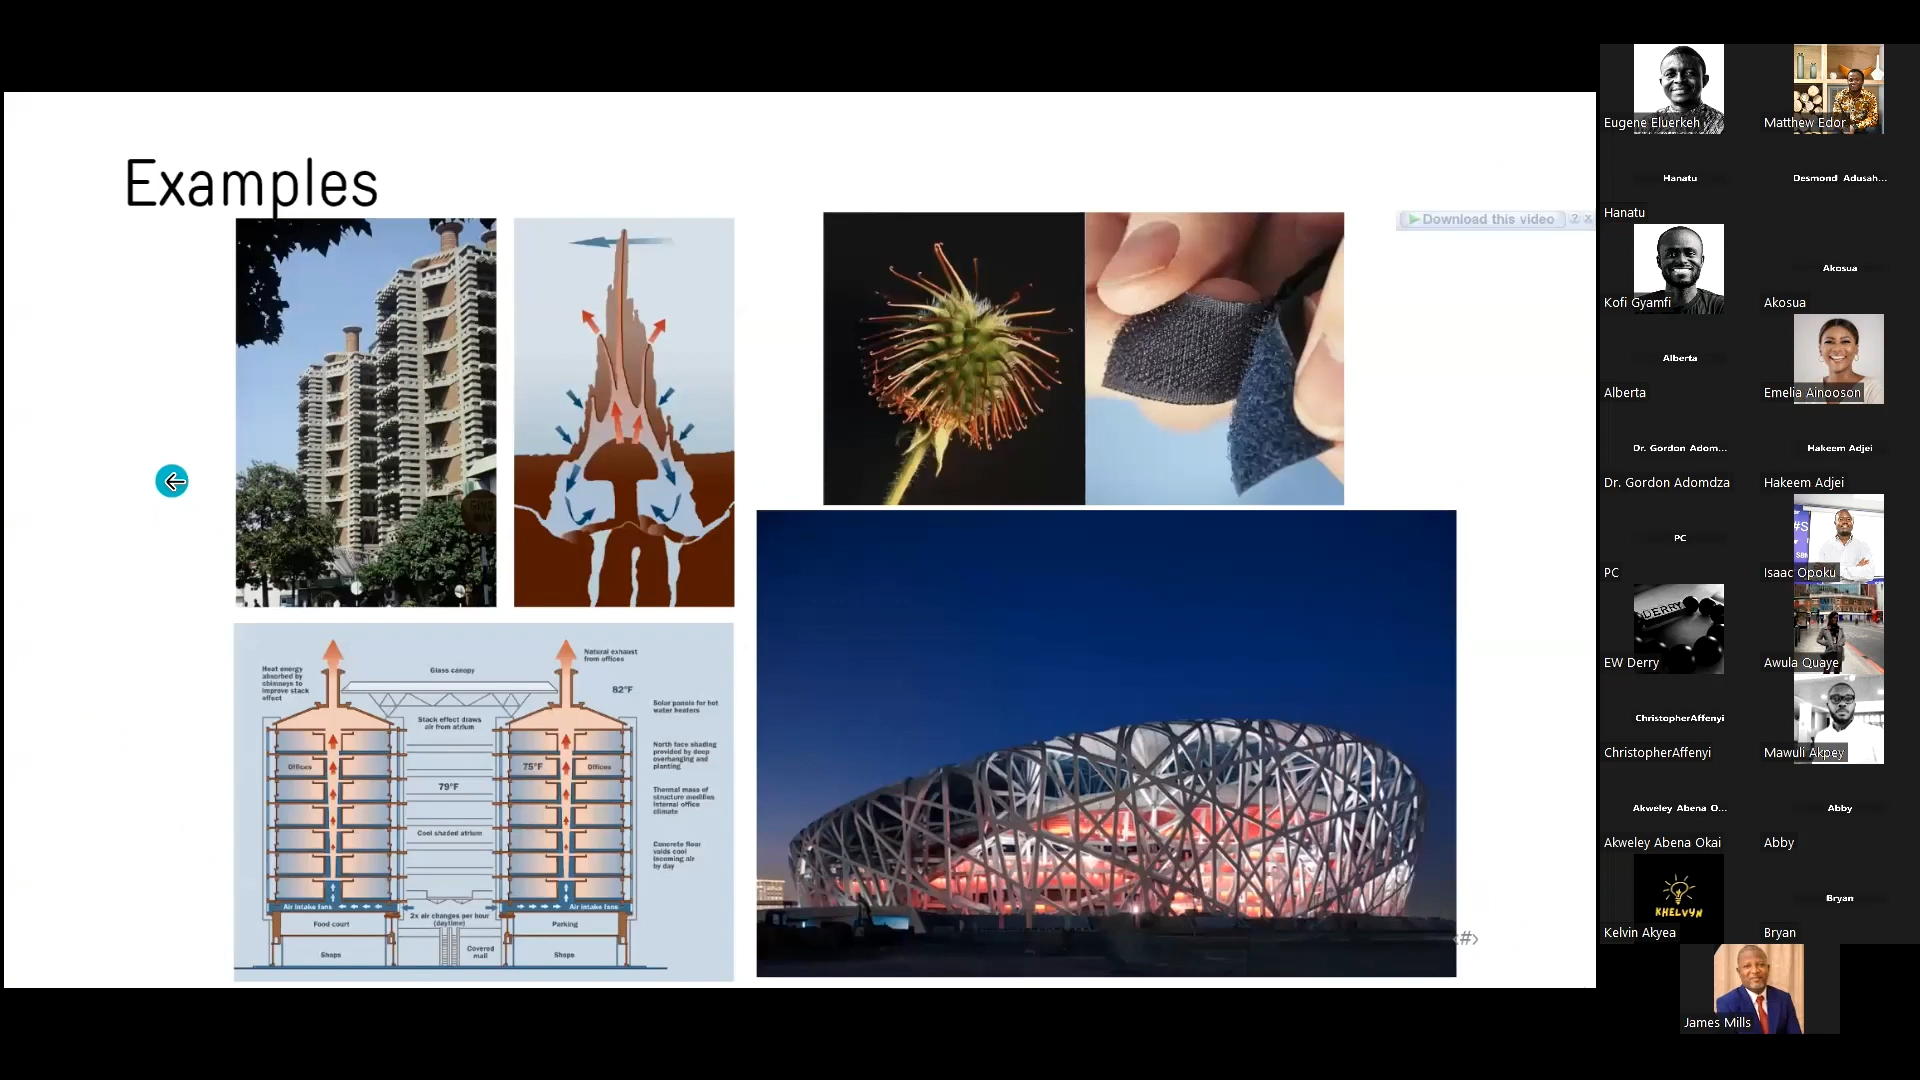 Examples
Download this video
? x
GIVE
WAY
Heat energy
absorbed by
chimneys to
improve stack
effect
Glass canopy
Natural exhaust
from offices
82°F
Stack effect draws
air from atrium
Solar panels for hot
water heaters
North face shading
provided by deep
overhanging and
planting
Offices
75°F
Offices
79°F
Thermal mass of
structure modifies
internal office
climate
Cool shaded atrium
Concrete floor
voids cool
incoming air
by day
Air intake fans
Air intake fans
2x air changes per hour
(daytime)
Food court
Parking
Covered
mall
Shops
Shops
‹#›
Eugene Eluerkeh
Matthew Edor
Hanatu
Desmond Adusah...
Hanatu
Kofi Gyamfi
Akosua
Akosua
Alberta
Alberta
Emelia Ainooson
Dr. Gordon Adom...
Hakeem Adjei
Dr. Gordon Adomdza
Hakeem Adjei
PC
#S
PC
Isaac Opoku
DERRY
EW Derry
Awula Quaye
ChristopherAffenyi
ChristopherAffenyi
Mawuli Akpey
Akweley Abena O...
Abby
Akweley Abena Okai
Abby
KHELVYN
Bryan
Kelvin Akyea
Bryan
James Mills